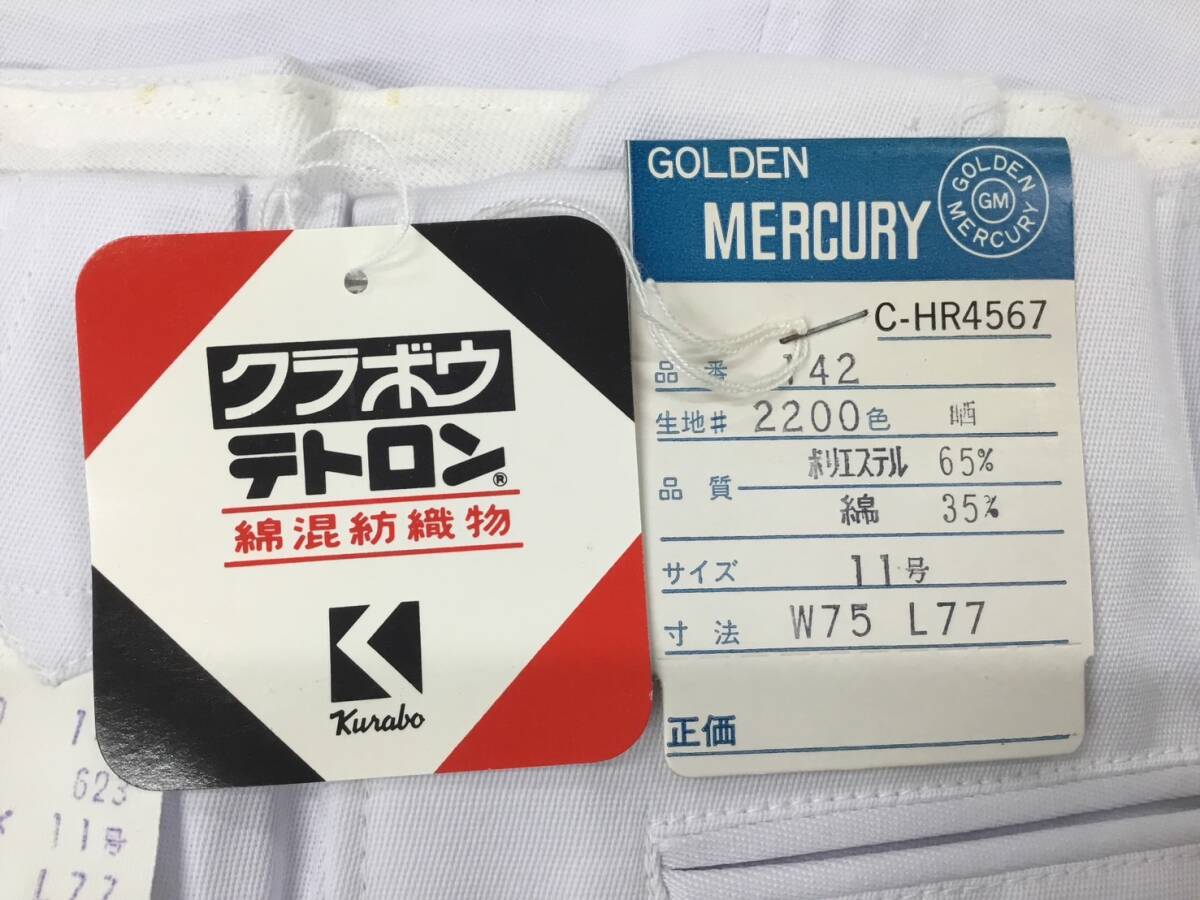 クラボウ
テトロン®
綿混紡織物
Kurabo
GOLDEN
MERCURY
GOLDEN MERCURY
GM
C-HR4567
品番 142
生地# 2200 色 晒
品質 ポリエステル 65%
綿 35%
サイズ 11号
寸法 W75 L77
正価
1
623
11号
L77